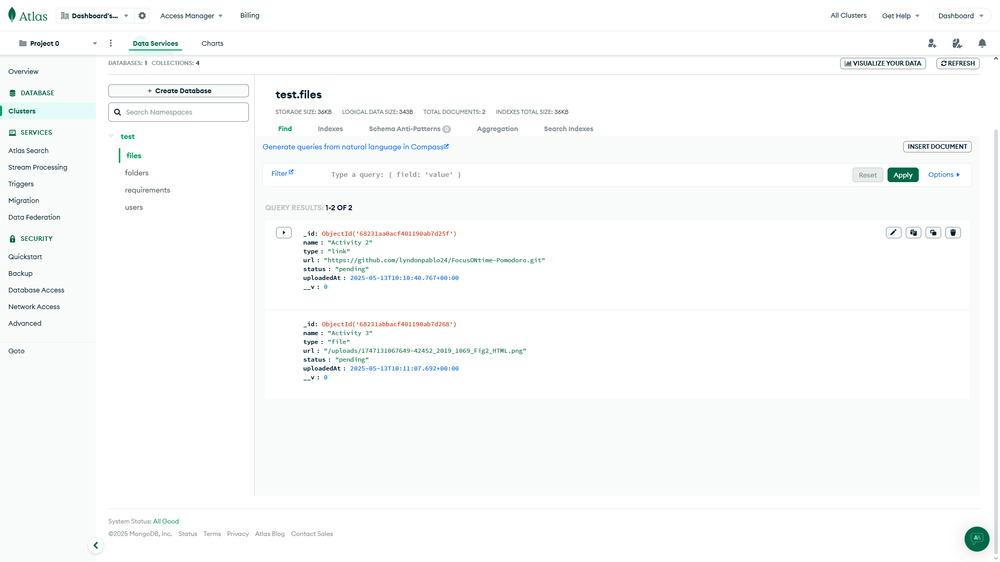 Atlas
Dashboard's...
Access Manager
Billing
All Clusters
Get Help
Dashboard
Project 0
Data Services
Charts
Overview
DATABASE
Clusters
SERVICES
Atlas Search
Stream Processing
Triggers
Migration
Data Federation
SECURITY
Quickstart
Backup
Database Access
Network Access
Advanced
Goto
DATABASES: 1 COLLECTIONS: 4
VISUALIZE YOUR DATA
REFRESH
+ Create Database
Search Namespaces
test
files
folders
requirements
users
test.files
STORAGE SIZE: 36KB LOGICAL DATA SIZE: 343B TOTAL DOCUMENTS: 2 INDEXES TOTAL SIZE: 36KB
Find Indexes Schema Anti-Patterns 0 Aggregation Search Indexes
Generate queries from natural language in Compass
INSERT DOCUMENT
Filter
Type a query: { field: 'value' }
Reset
Apply
Options
QUERY RESULTS: 1-2 OF 2
_id: ObjectId('68231aa0acf401190ab7d25f')
name : "Activity 2"
type : "link"
url : "https://github.com/lyndonpablo24/FocusONtime-Pomodoro.git"
status : "pending"
uploadedAt : 2025-05-13T10:10:40.767+00:00
__v : 0
_id: ObjectId('68231abbacf401190ab7d268')
name : "Activity 3"
type : "file"
url : "/uploads/1747131067649-42452_2019_1069_Fig2_HTML.png"
status : "pending"
uploadedAt : 2025-05-13T10:11:07.692+00:00
__v : 0
System Status: All Good
©2025 MongoDB, Inc. Status Terms Privacy Atlas Blog Contact Sales